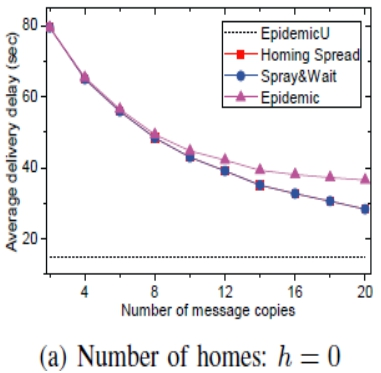 80
60
40
20
Average delivery delay (sec)
EpidemicU
Homing Spread
Spray&Wait
Epidemic
4 8 12 16 20
Number of message copies
(a) Number of homes: h = 0